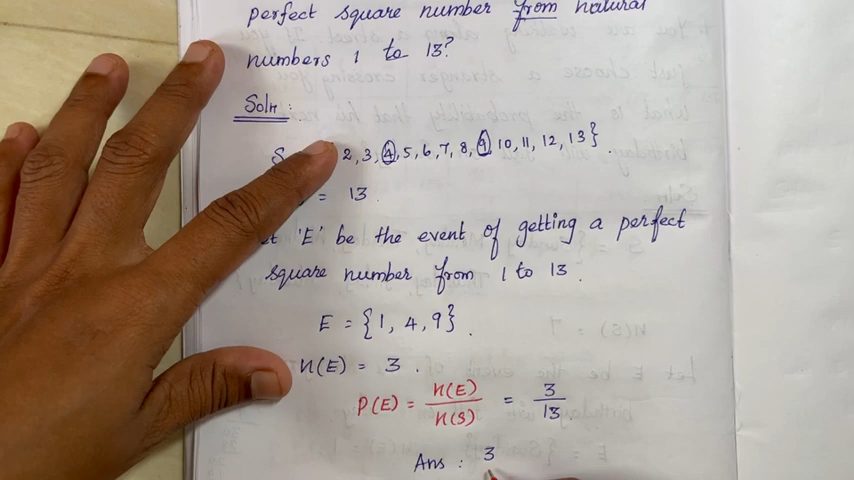 perfect square number from natural
numbers 1 to 13?
Soln:
S 2, 3, 4, 5, 6, 7, 8, 9, 10, 11, 12, 13}.
= 13.
'E' be the event of getting a perfect
square number from 1 to 13.
E = {1, 4, 9}.
n(E) = 3.
P(E) = n(E)/n(S) = 3/13
Ans : 3